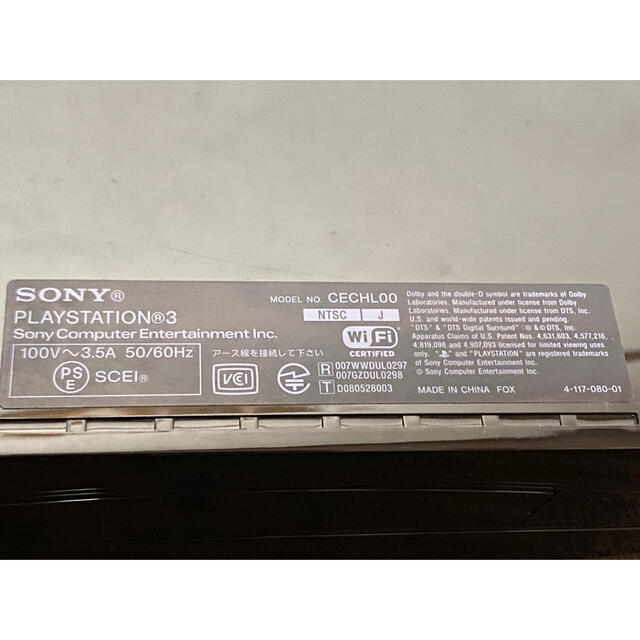 SONY®
PLAYSTATION®3
Sony Computer Entertainment Inc.
100V～3.5A 50/60Hz
アース線を接続して下さい
PS
E
SCEI®
VCI
MODEL NO. CECHL00
NTSC J
Wi Fi
CERTIFIED
R 007WWDUL0297
007GZDUL0298
T D080528003
Dolby and the double-D symbol are trademarks of Dolby
Laboratories. Manufactured under license from Dolby
Laboratories. Manufactured under license from DTS, Inc.
U.S. and world-wide patents issued and pending.
"DTS" & "DTS Digital Surround" ℗ & © DTS, Inc.
Apparatus Claims of U.S. Patent Nos. 4,631,603, 4,577,216,
4,819,098 and 4,907,093 licensed for limited viewing uses
only. " " and "PLAYSTATION" are registered trademarks
of Sony Computer Entertainment Inc.
© Sony Computer Entertainment Inc.
MADE IN CHINA FOX
4-117-080-01